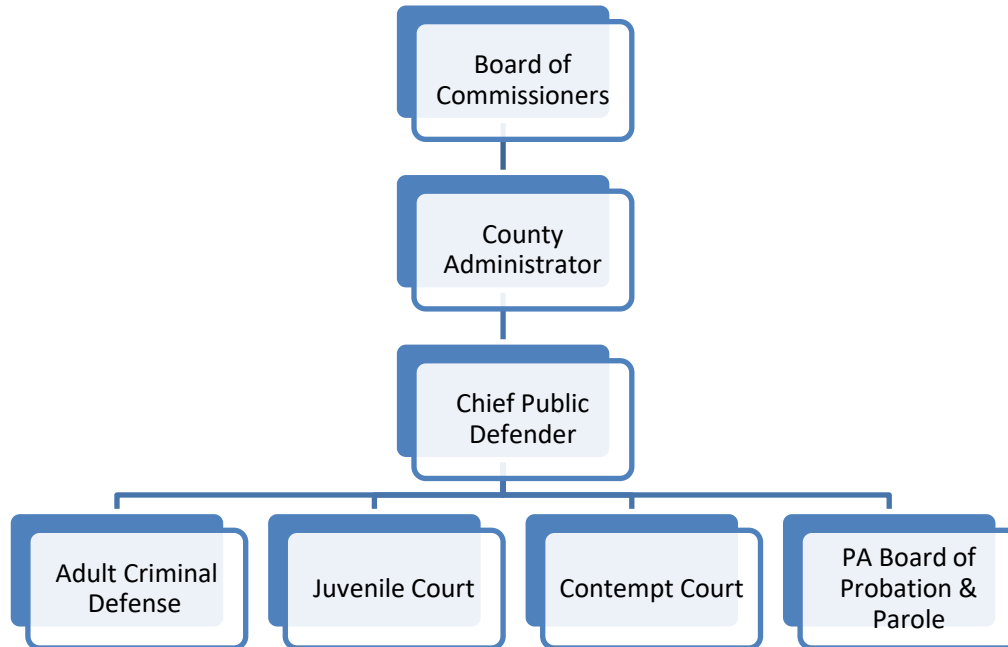 Board of
Commissioners
County
Administrator
Chief Public
Defender
Adult Criminal
Defense
Juvenile Court
Contempt Court
PA Board of
Probation &
Parole